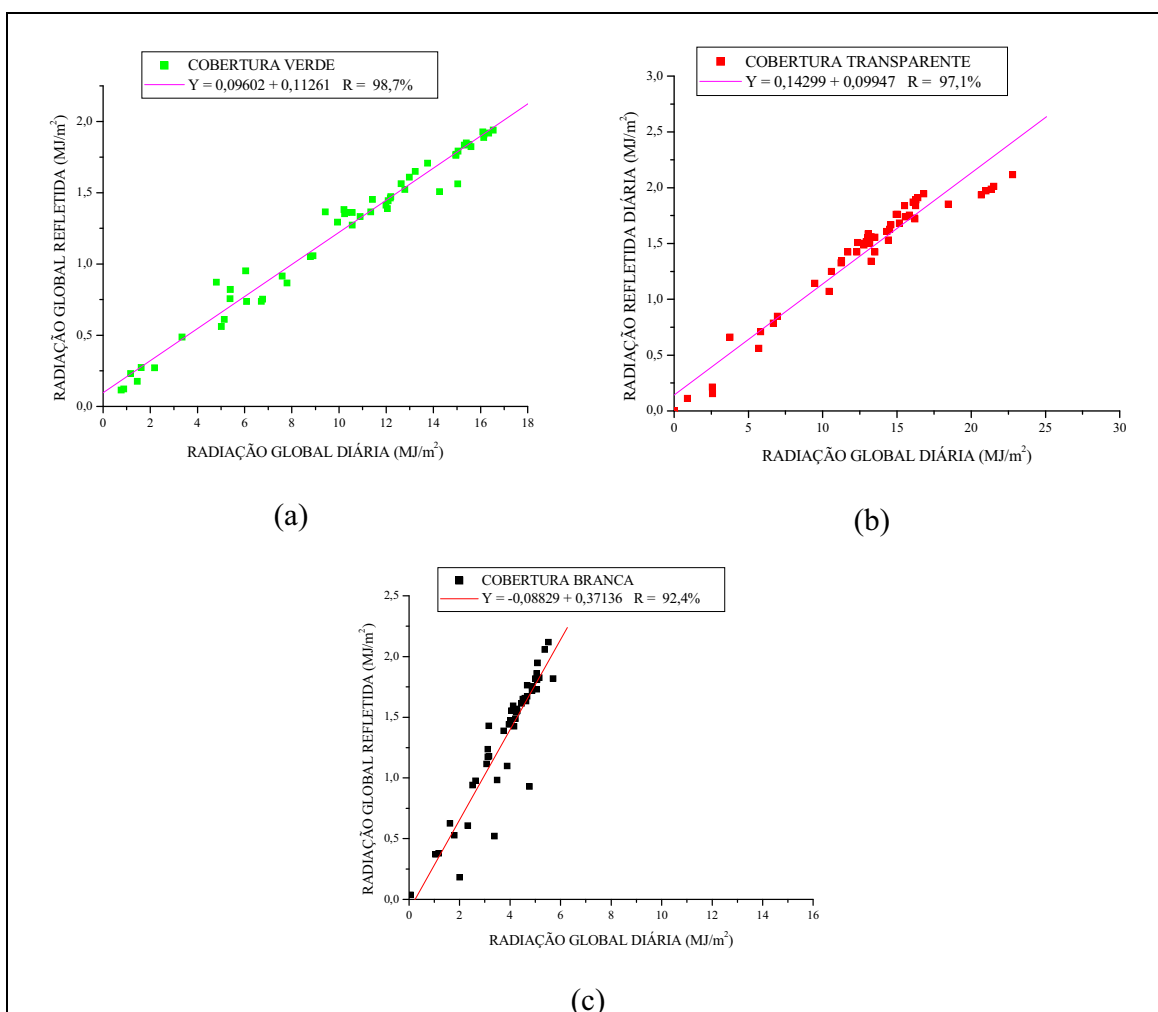 COBERTURA VERDE
Y = 0,09602 + 0,11261 R = 98,7%
RADIAÇÃO GLOBAL REFLETIDA (MJ/m²)
2,0
1,5
1,0
0,5
0,0
0 2 4 6 8 10 12 14 16 18
RADIAÇÃO GLOBAL DIÁRIA (MJ/m²)
(a)
COBERTURA TRANSPARENTE
Y = 0,14299 + 0,09947 R = 97,1%
RADIAÇÃO REFLETIDA DIÁRIA (MJ/m²)
3,0
2,5
2,0
1,5
1,0
0,5
0,0
0 5 10 15 20 25 30
RADIAÇÃO GLOBAL DIÁRIA (MJ/m²)
(b)
COBERTURA BRANCA
Y = -0,08829 + 0,37136 R = 92,4%
RADIAÇÃO GLOBAL REFLETIDA (MJ/m²)
2,5
2,0
1,5
1,0
0,5
0,0
0 2 4 6 8 10 12 14 16
RADIAÇÃO GLOBAL DIÁRIA (MJ/m²)
(c)